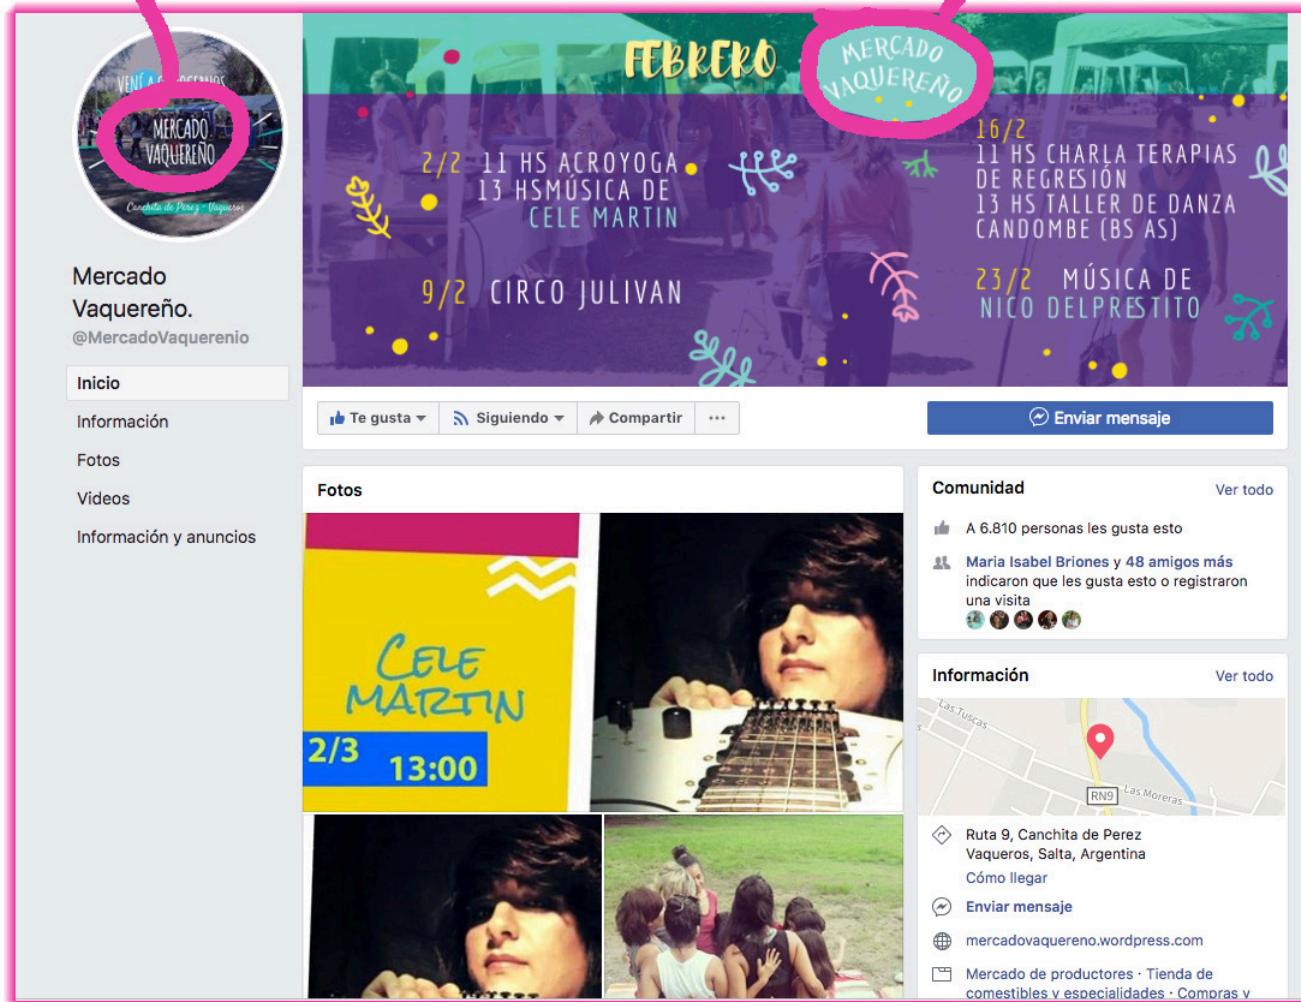 VENÍ A CONOCERNOS
MERCADO
VAQUEREÑO
Canchita de Perez - Vaqueros
Mercado
Vaquereño.
@MercadoVaquerenio
Inicio
Información
Fotos
Videos
Información y anuncios
FEBRERO
MERCADO
VAQUEREÑO
2/2 11 HS ACROYOGA
13 HSMÚSICA DE
CELE MARTIN
9/2 CIRCO JULIVAN
16/2
11 HS CHARLA TERAPIAS
DE REGRESIÓN
13 HS TALLER DE DANZA
CANDOMBE (BS AS)
23/2 MÚSICA DE
NICO DELPRESTITO
Te gusta
Siguiendo
Compartir
...
Enviar mensaje
Fotos
CELE
MARTIN
2/3 13:00
Comunidad
Ver todo
A 6.810 personas les gusta esto
Maria Isabel Briones y 48 amigos más
indicaron que les gusta esto o registraron
una visita
Información
Ver todo
Las Tuscas
RN9
Las Moreras
Ruta 9, Canchita de Perez
Vaqueros, Salta, Argentina
Cómo llegar
Enviar mensaje
mercadovaquereno.wordpress.com
Mercado de productores · Tienda de
comestibles y especialidades · Compras y